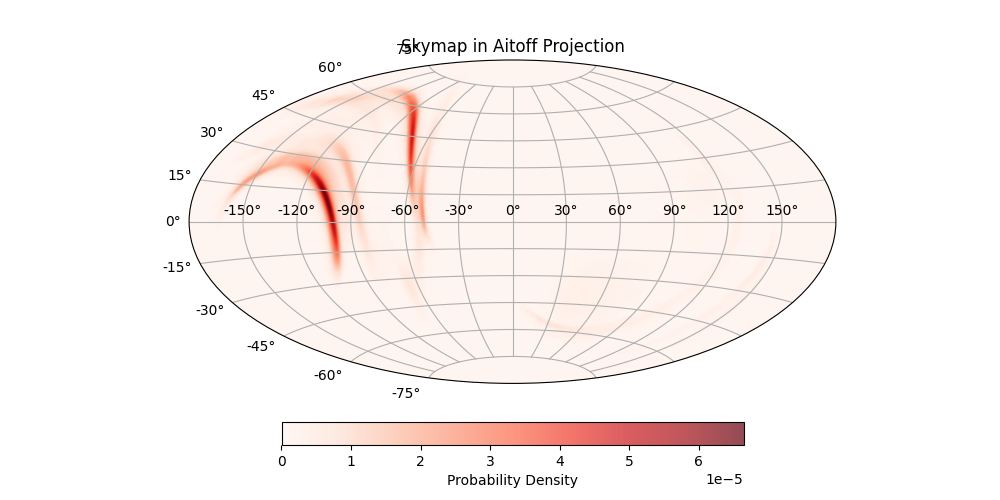 Skymap in Aitoff Projection
75°
60°
45°
30°
15°
-150° -120° -90° -60° -30° 0° 30° 60° 90° 120° 150°
0°
-15°
-30°
-45°
-60°
-75°
0 1 2 3 4 5 6
1e−5
Probability Density